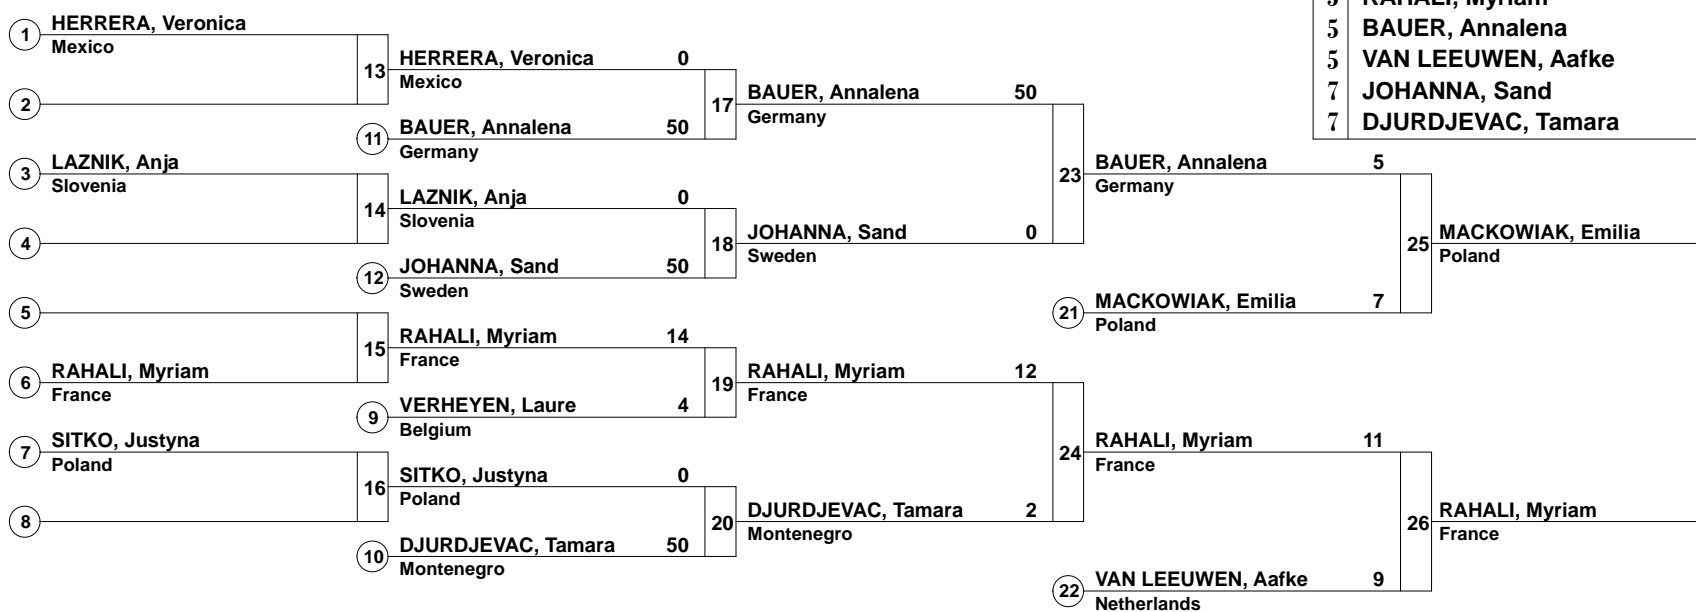 RAHALI, Myriam
5 BAUER, Annalena
5 VAN LEEUWEN, Aafke
7 JOHANNA, Sand
7 DJURDJEVAC, Tamara
1 HERRERA, Veronica
Mexico
2
3 LAZNIK, Anja
Slovenia
4
5
6 RAHALI, Myriam
France
7 SITKO, Justyna
Poland
8
13 HERRERA, Veronica 0
Mexico
11 BAUER, Annalena 50
Germany
14 LAZNIK, Anja 0
Slovenia
12 JOHANNA, Sand 50
Sweden
15 RAHALI, Myriam 14
France
9 VERHEYEN, Laure 4
Belgium
16 SITKO, Justyna 0
Poland
10 DJURDJEVAC, Tamara 50
Montenegro
17 BAUER, Annalena 50
Germany
18 JOHANNA, Sand 0
Sweden
19 RAHALI, Myriam 12
France
20 DJURDJEVAC, Tamara 2
Montenegro
23 BAUER, Annalena 5
Germany
21 MACKOWIAK, Emilia 7
Poland
24 RAHALI, Myriam 11
France
22 VAN LEEUWEN, Aafke 9
Netherlands
25 MACKOWIAK, Emilia
Poland
26 RAHALI, Myriam
France